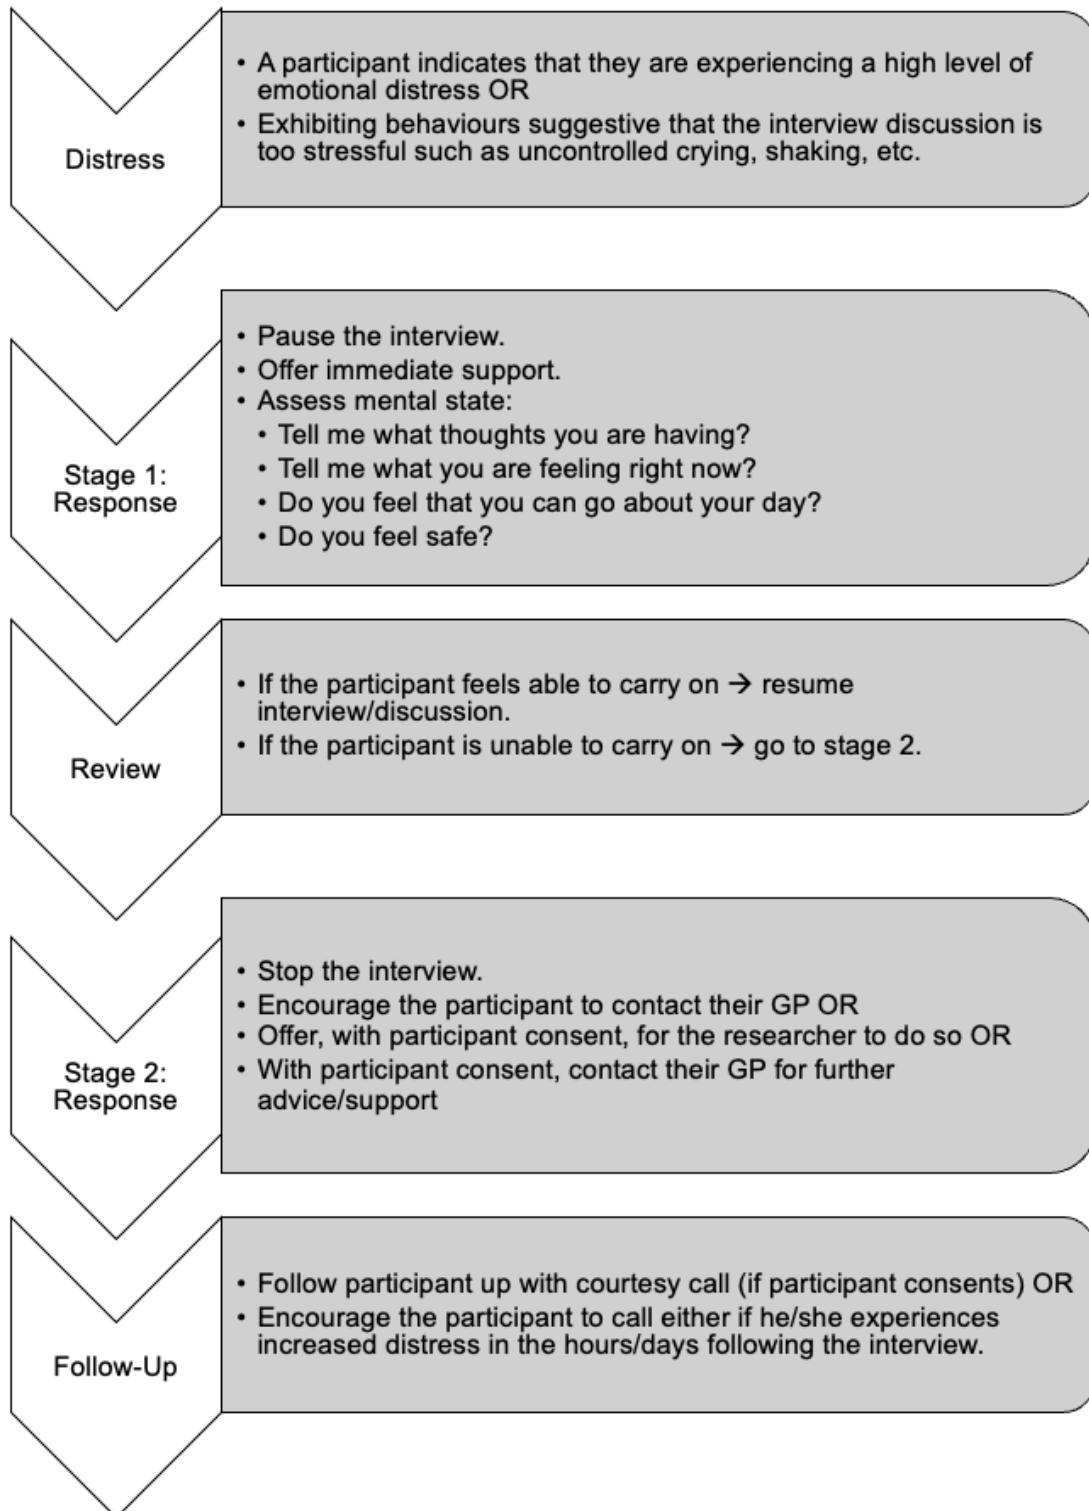 Distress
• A participant indicates that they are experiencing a high level of
emotional distress OR
• Exhibiting behaviours suggestive that the interview discussion is
too stressful such as uncontrolled crying, shaking, etc.
Stage 1:
Response
• Pause the interview.
• Offer immediate support.
• Assess mental state:
• Tell me what thoughts you are having?
• Tell me what you are feeling right now?
• Do you feel that you can go about your day?
• Do you feel safe?
Review
• If the participant feels able to carry on → resume
interview/discussion.
• If the participant is unable to carry on → go to stage 2.
Stage 2:
Response
• Stop the interview.
• Encourage the participant to contact their GP OR
• Offer, with participant consent, for the researcher to do so OR
• With participant consent, contact their GP for further
advice/support
Follow-Up
• Follow participant up with courtesy call (if participant consents) OR
• Encourage the participant to call either if he/she experiences
increased distress in the hours/days following the interview.